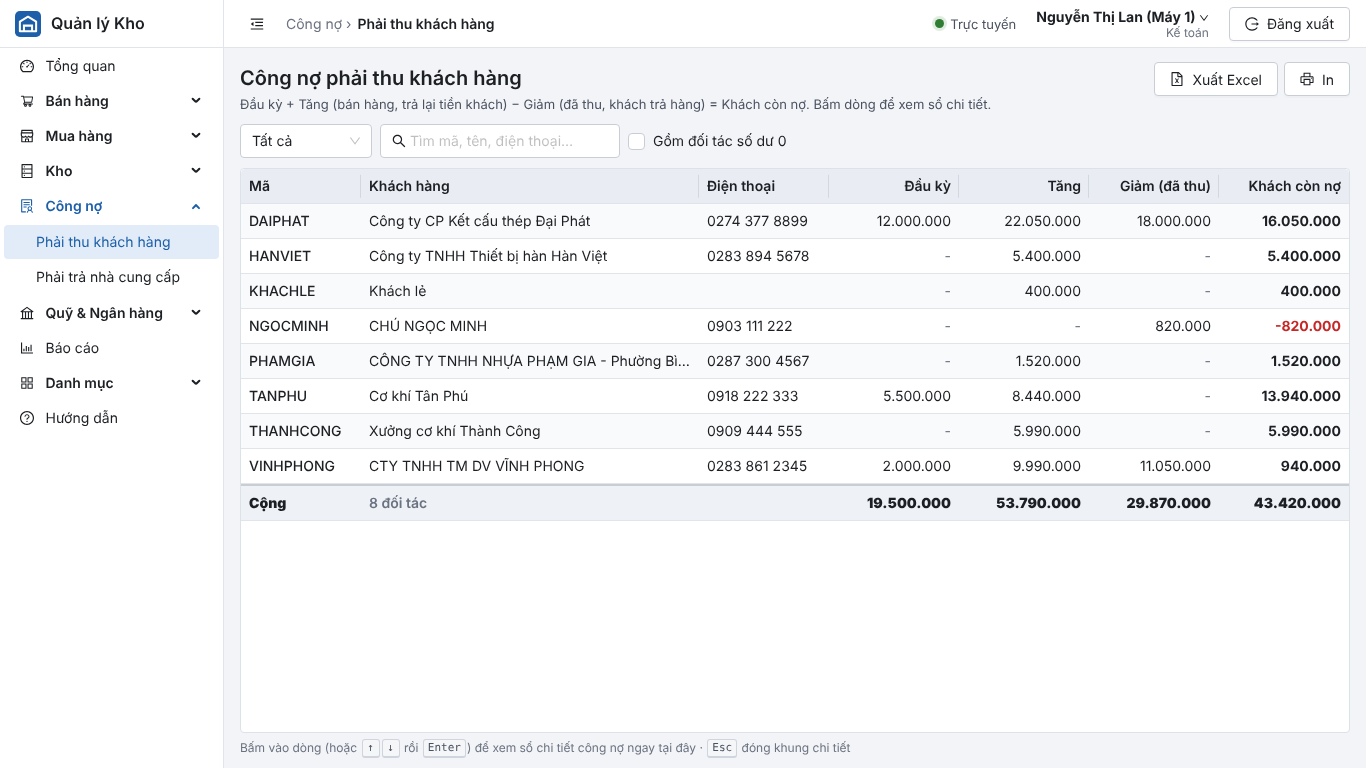 Quản lý Kho
Công nợ › Phải thu khách hàng
Trực tuyến
Nguyễn Thị Lan (Máy 1)
Kế toán
Đăng xuất
Tổng quan
Bán hàng
Mua hàng
Kho
Công nợ
Phải thu khách hàng
Phải trả nhà cung cấp
Quỹ & Ngân hàng
Báo cáo
Danh mục
Hướng dẫn
Công nợ phải thu khách hàng
Xuất Excel
In
Đầu kỳ + Tăng (bán hàng, trả lại tiền khách) − Giảm (đã thu, khách trả hàng) = Khách còn nợ. Bấm dòng để xem sổ chi tiết.
Tất cả
Tìm mã, tên, điện thoại...
Gồm đối tác số dư 0
Mã Khách hàng Điện thoại Đầu kỳ Tăng Giảm (đã thu) Khách còn nợ
DAIPHAT Công ty CP Kết cấu thép Đại Phát 0274 377 8899 12.000.000 22.050.000 18.000.000 16.050.000
HANVIET Công ty TNHH Thiết bị hàn Hàn Việt 0283 894 5678 - 5.400.000 - 5.400.000
KHACHLE Khách lẻ - 400.000 - 400.000
NGOCMINH CHÚ NGỌC MINH 0903 111 222 - - 820.000 -820.000
PHAMGIA CÔNG TY TNHH NHỰA PHẠM GIA - Phường Bì... 0287 300 4567 - 1.520.000 - 1.520.000
TANPHU Cơ khí Tân Phú 0918 222 333 5.500.000 8.440.000 - 13.940.000
THANHCONG Xưởng cơ khí Thành Công 0909 444 555 - 5.990.000 - 5.990.000
VINHPHONG CTY TNHH TM DV VĨNH PHONG 0283 861 2345 2.000.000 9.990.000 11.050.000 940.000
Cộng 8 đối tác 19.500.000 53.790.000 29.870.000 43.420.000
Bấm vào dòng (hoặc ↑ ↓ rồi Enter) để xem sổ chi tiết công nợ ngay tại đây · Esc đóng khung chi tiết